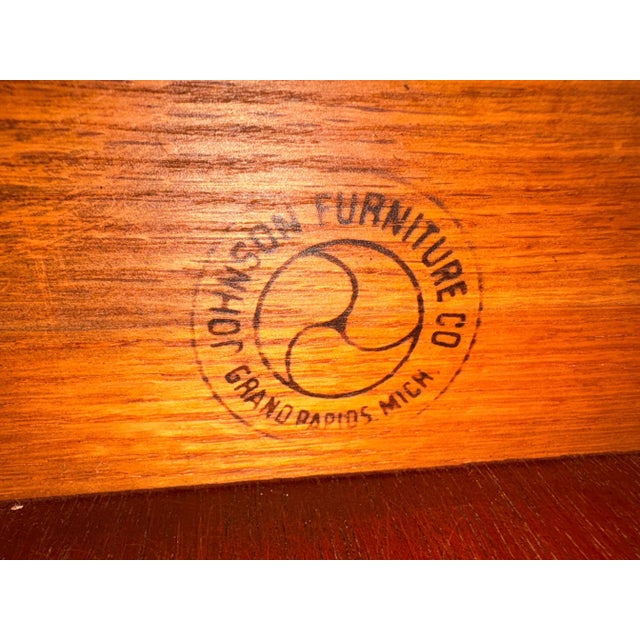 JOHNSON FURNITURE CO
GRAND RAPIDS, MICH.